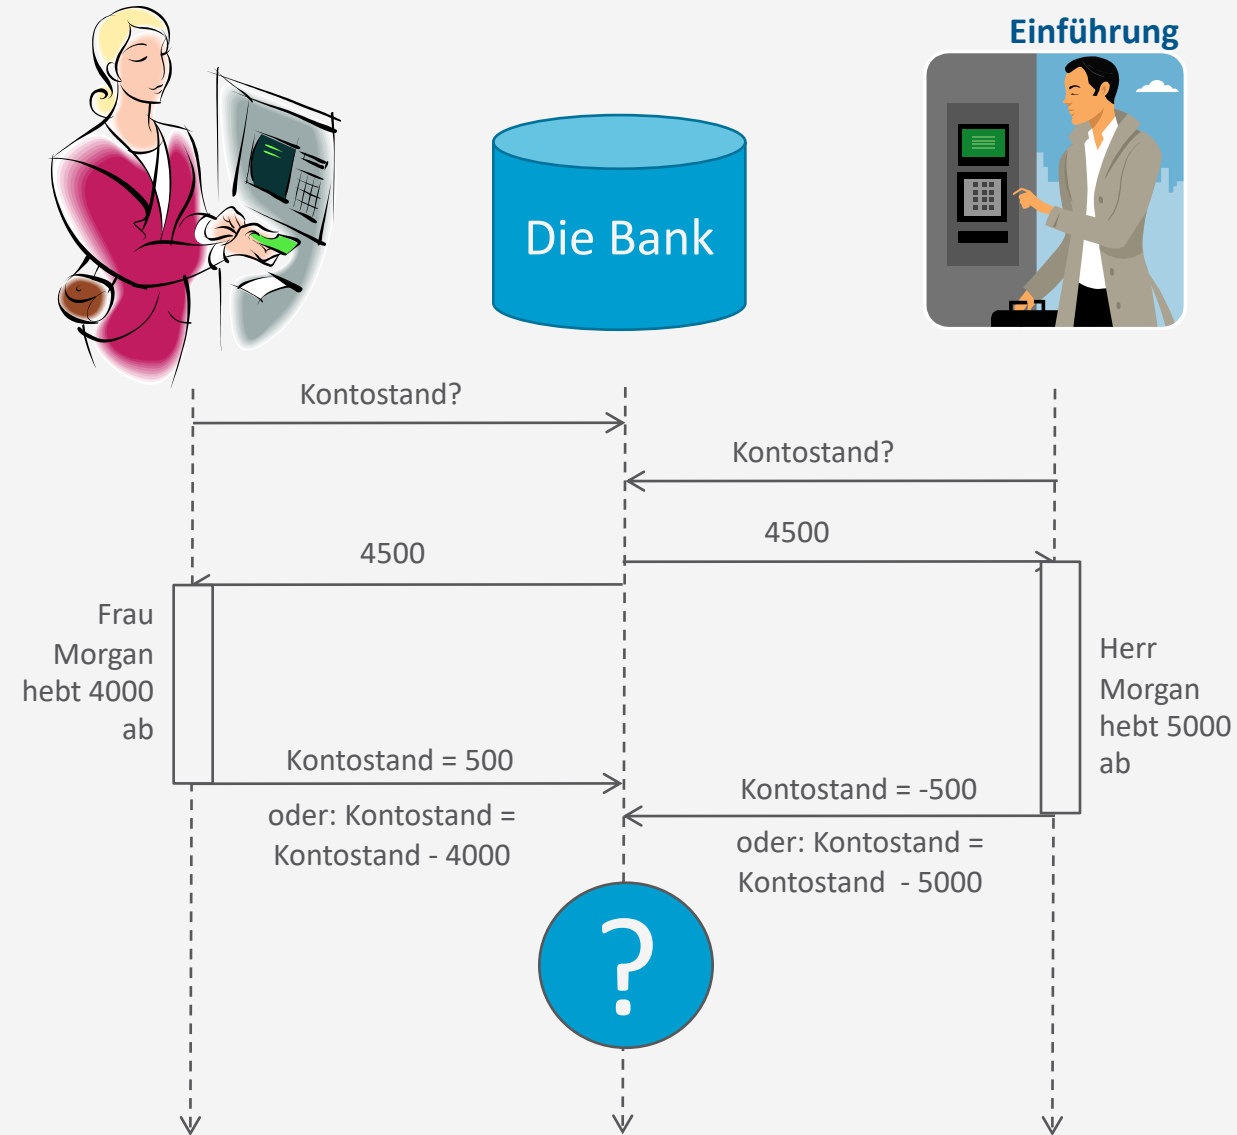 Einführung
Die Bank
Kontostand?
Kontostand?
4500
4500
Frau
Morgan
hebt 4000
ab
Herr
Morgan
hebt 5000
ab
Kontostand = 500
oder: Kontostand =
Kontostand - 4000
Kontostand = -500
oder: Kontostand =
Kontostand - 5000
?